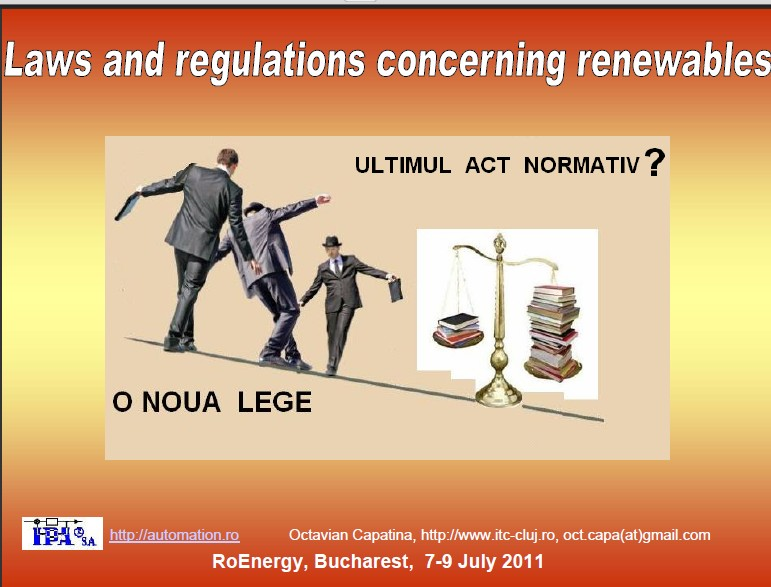 Laws and regulations concerning renewables
ULTIMUL ACT NORMATIV ?
O NOUA LEGE
IPA S.A. http://automation.ro Octavian Capatina, http://www.itc-cluj.ro, oct.capa(at)gmail.com
RoEnergy, Bucharest, 7-9 July 2011